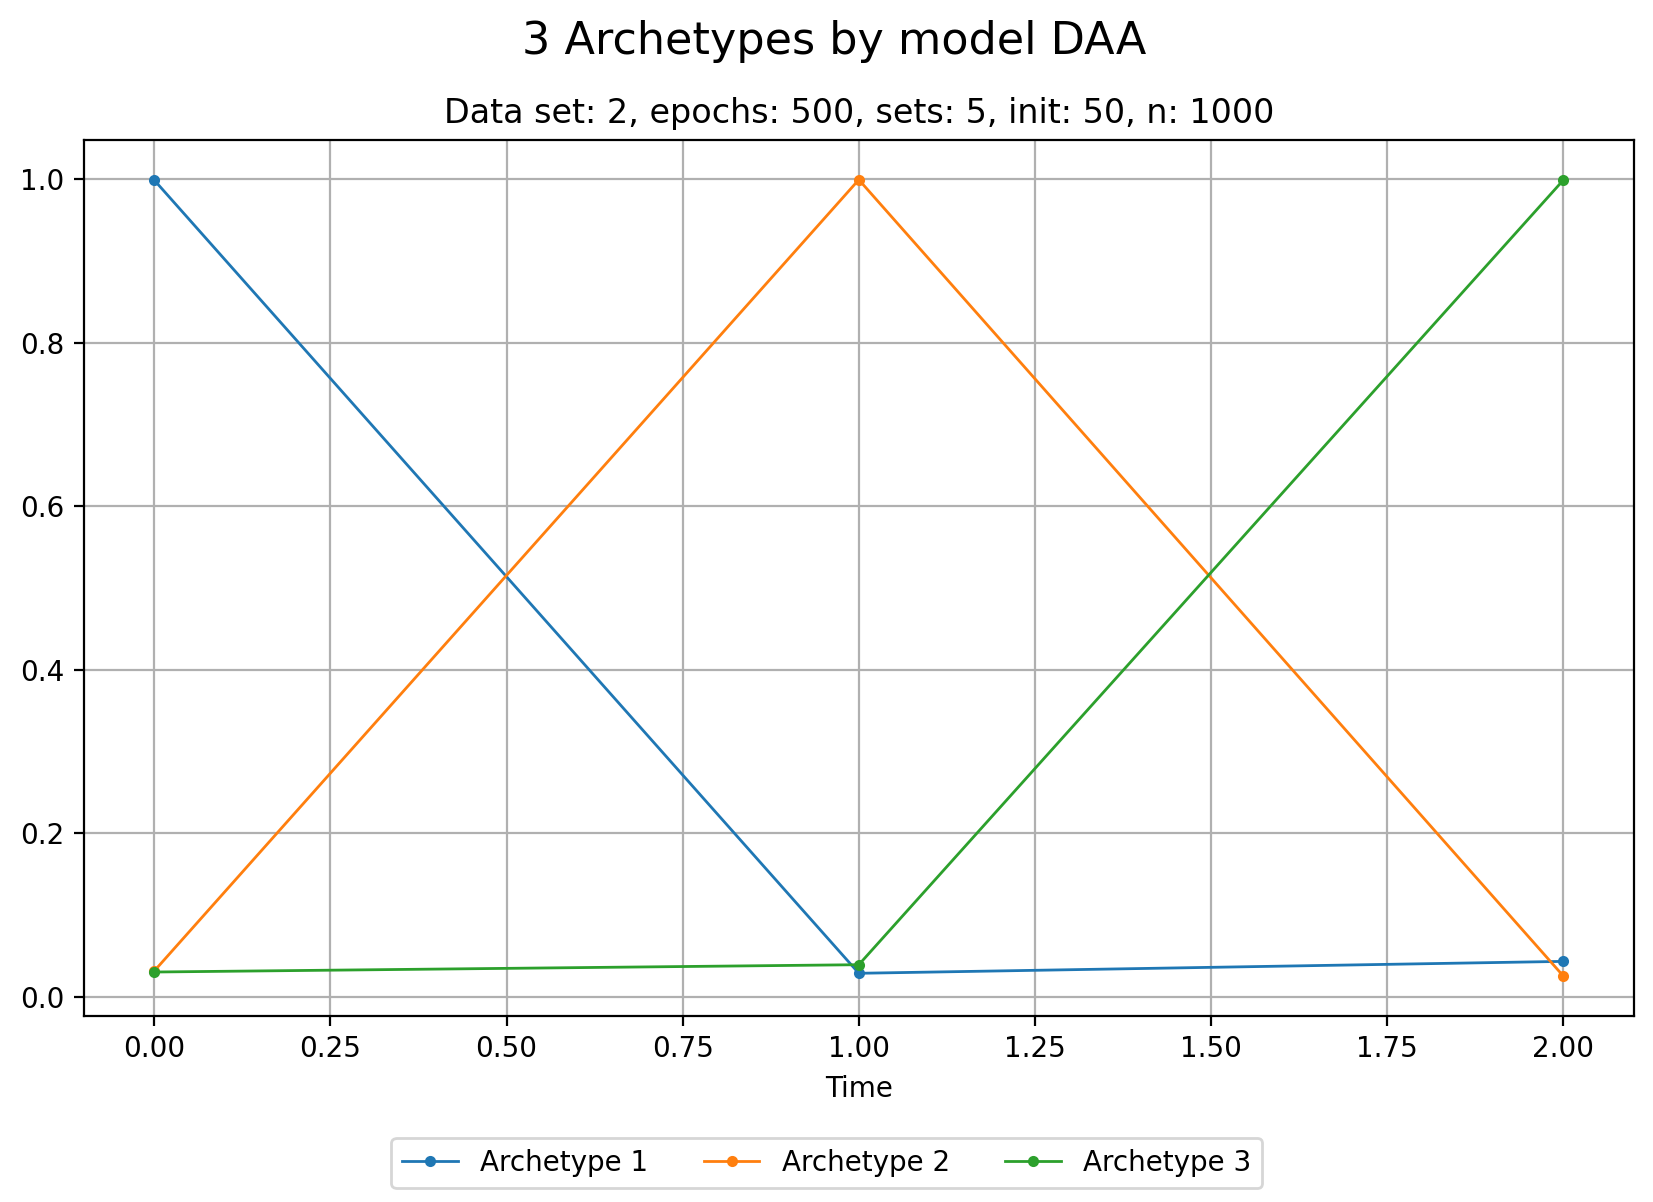 3 Archetypes by model DAA
Data set: 2, epochs: 500, sets: 5, init: 50, n: 1000
1.0
0.8
0.6
0.4
0.2
0.0
0.00 0.25 0.50 0.75 1.00 1.25 1.50 1.75 2.00
Time
Archetype 1 Archetype 2 Archetype 3